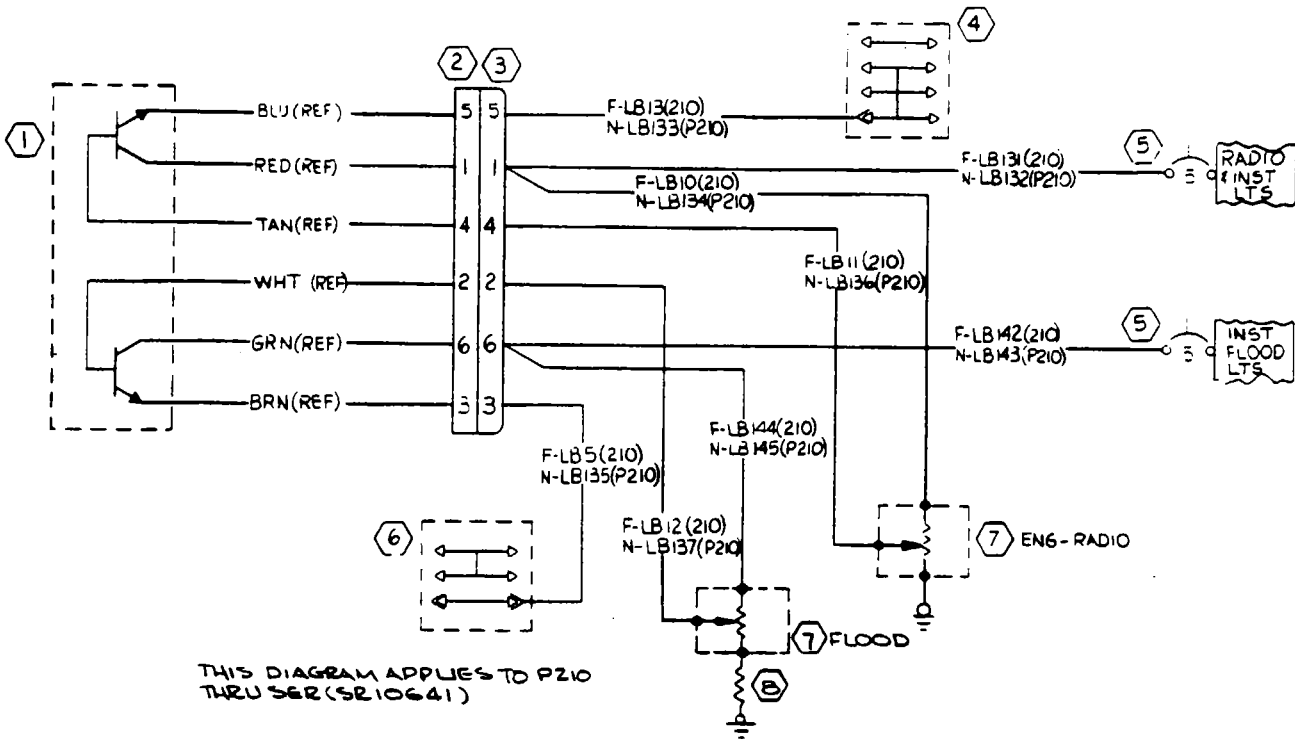 4
2 3
1
BLU(REF) 5 5
F-LB13(210)
N-LB133(P210)
RED(REF) 1 1
F-LB131(210)
N-LB132(P210)
5
RADIO
& INST
LTS
F-LB10(210)
N-LB134(P210)
TAN(REF) 4 4
F-LB11(210)
N-LB136(P210)
WHT (REF) 2 2
GRN(REF) 6 6
F-LB142(210)
N-LB143(P210)
5
INST
FLOOD
LTS
BRN(REF) 3 3
F-LB5(210)
N-LB135(P210)
F-LB144(210)
N-LB145(P210)
6
F-LB12(210)
N-LB137(P210)
7 ENG-RADIO
7 FLOOD
8
THIS DIAGRAM APPLIES TO P210
THRU SER(SR10641)